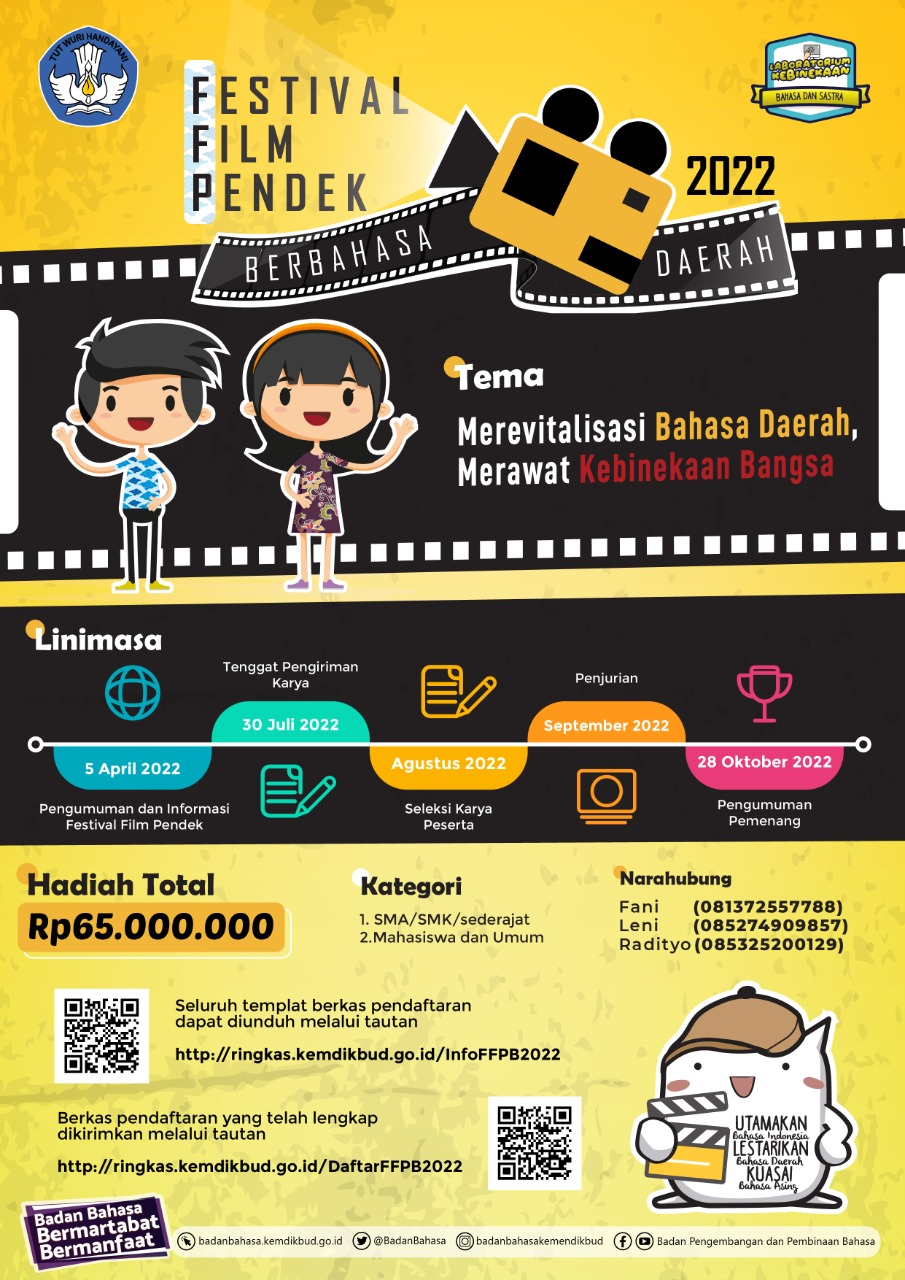 TUT WURI HANDAYANI
LABORATORIUM
KEBINEKAAN
BAHASA DAN SASTRA
FESTIVAL
FILM
PENDEK
2022
BERBAHASA
DAERAH
Tema
Merevitalisasi Bahasa Daerah,
Merawat Kebinekaan Bangsa
Linimasa
5 April 2022
Pengumuman dan Informasi
Festival Film Pendek
Tenggat Pengiriman
Karya
30 Juli 2022
Agustus 2022
Seleksi Karya
Peserta
Penjurian
September 2022
28 Oktober 2022
Pengumuman
Pemenang
Hadiah Total
Rp65.000.000
Kategori
1. SMA/SMK/sederajat
2.Mahasiswa dan Umum
Narahubung
Fani (081372557788)
Leni (085274909857)
Radityo (085325200129)
Seluruh templat berkas pendaftaran
dapat diunduh melalui tautan
http://ringkas.kemdikbud.go.id/InfoFFPB2022
Berkas pendaftaran yang telah lengkap
dikirimkan melalui tautan
http://ringkas.kemdikbud.go.id/DaftarFFPB2022
UTAMAKAN
Bahasa Indonesia
LESTARIKAN
Bahasa Daerah
KUASAI
Bahasa Asing
Badan Bahasa
Bermartabat
Bermanfaat
badanbahasa.kemdikbud.go.id
@BadanBahasa
badanbahasakemendikbud
Badan Pengembangan dan Pembinaan Bahasa